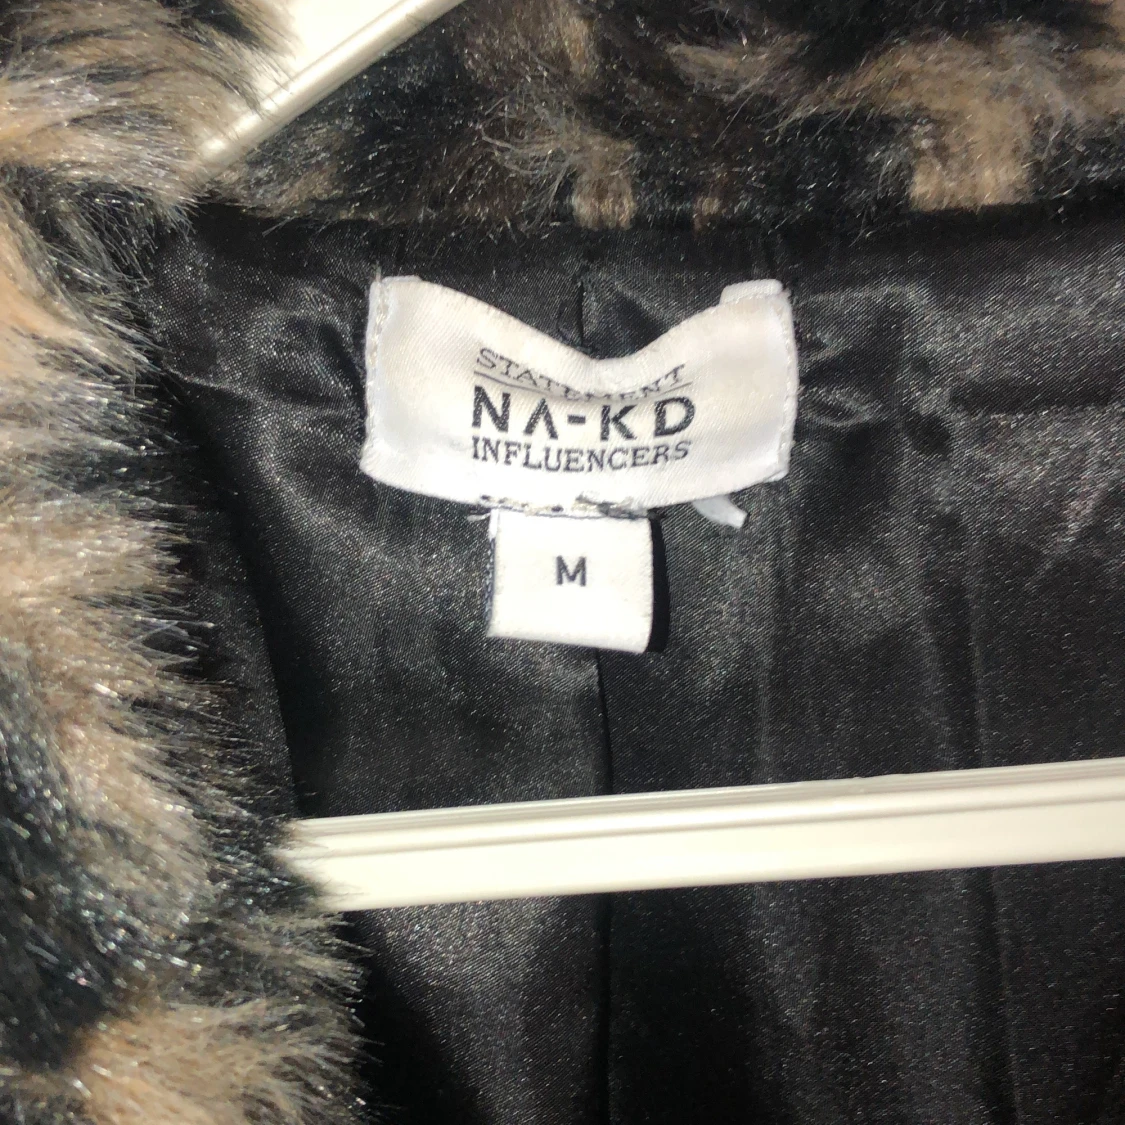 STATEMENT
NA-KD
INFLUENCERS
M